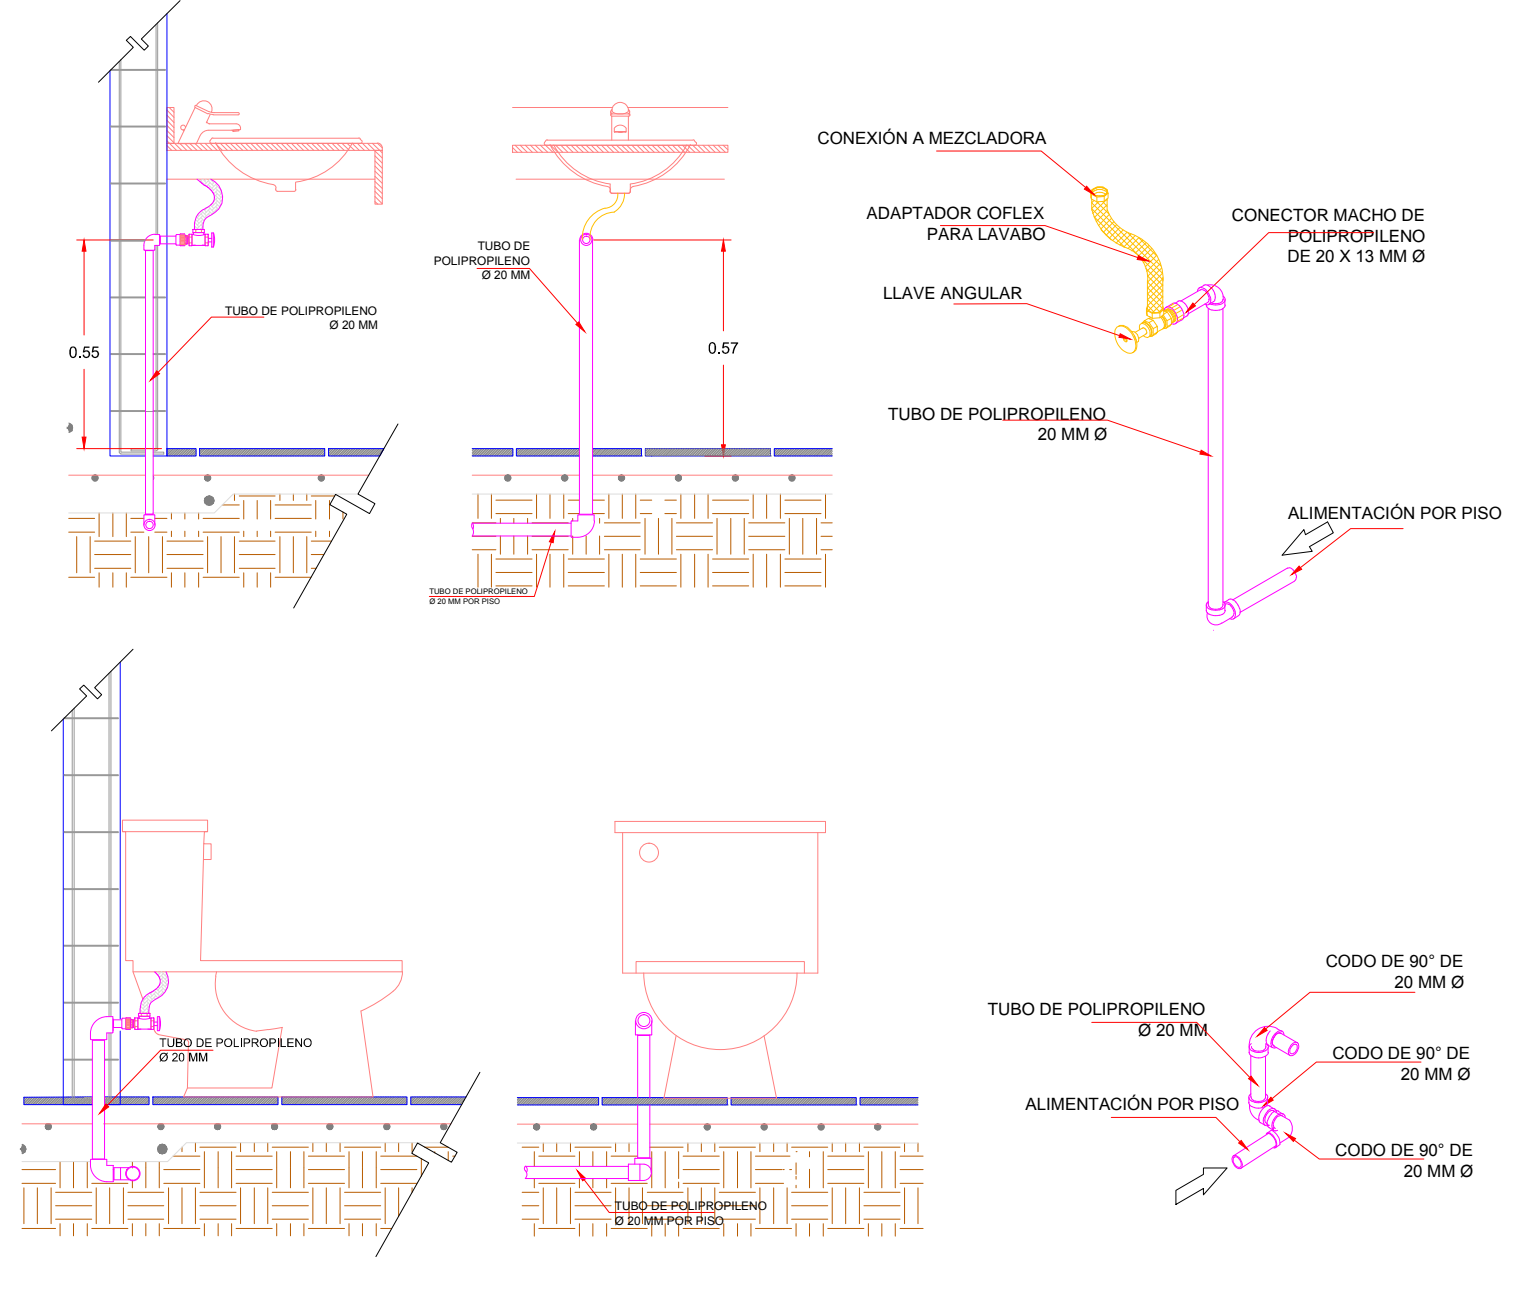 CONEXIÓN A MEZCLADORA
ADAPTADOR COFLEX
PARA LAVABO
CONECTOR MACHO DE
POLIPROPILENO
DE 20 X 13 MM Ø
TUBO DE
POLIPROPILENO
Ø 20 MM
LLAVE ANGULAR
TUBO DE POLIPROPILENO
Ø 20 MM
0.55
0.57
TUBO DE POLIPROPILENO
20 MM Ø
ALIMENTACIÓN POR PISO
TUBO DE POLIPROPILENO
Ø 20 MM POR PISO
CODO DE 90° DE
20 MM Ø
TUBO DE POLIPROPILENO
Ø 20 MM
TUBO DE POLIPROPILENO
Ø 20 MM
CODO DE 90° DE
20 MM Ø
ALIMENTACIÓN POR PISO
CODO DE 90° DE
20 MM Ø
TUBO DE POLIPROPILENO
Ø 20 MM POR PISO